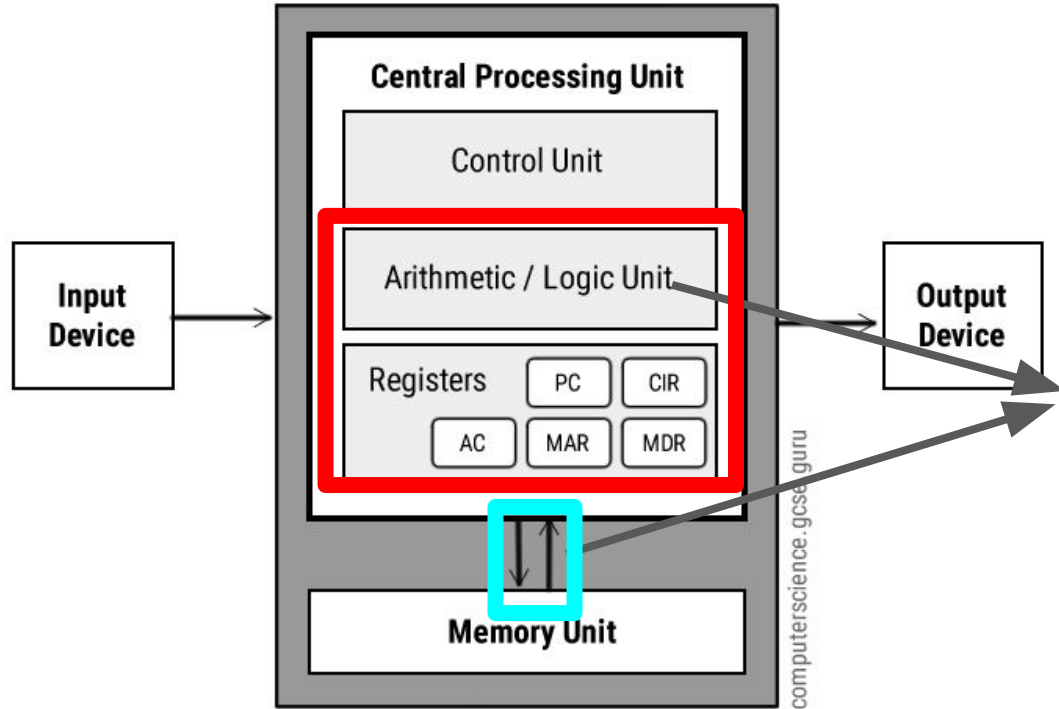 Central Processing Unit
Control Unit
Arithmetic / Logic Unit
Registers
PC
CIR
AC
MAR
MDR
Input
Device
Output
Device
Memory Unit
computerscience.gcse.guru